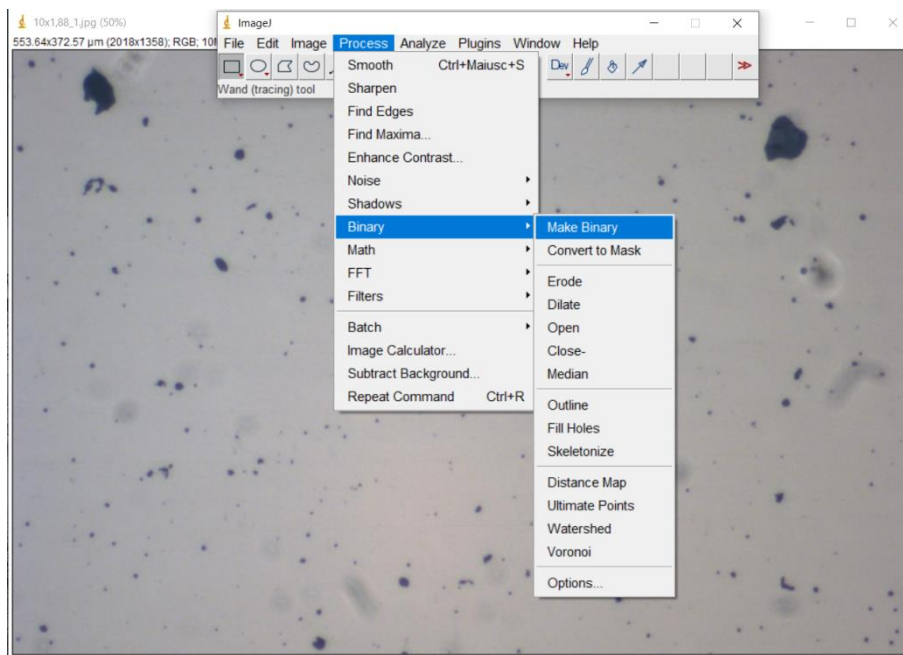 10x1,88_1.jpg (50%)
553.64x372.57 µm (2018x1358); RGB; 10
ImageJ
File Edit Image Process Analyze Plugins Window Help
Dev
Wand (tracing) tool
Smooth Ctrl+Maiusc+S
Sharpen
Find Edges
Find Maxima...
Enhance Contrast...
Noise
Shadows
Binary
Math
FFT
Filters
Batch
Image Calculator...
Subtract Background...
Repeat Command Ctrl+R
Make Binary
Convert to Mask
Erode
Dilate
Open
Close-
Median
Outline
Fill Holes
Skeletonize
Distance Map
Ultimate Points
Watershed
Voronoi
Options...